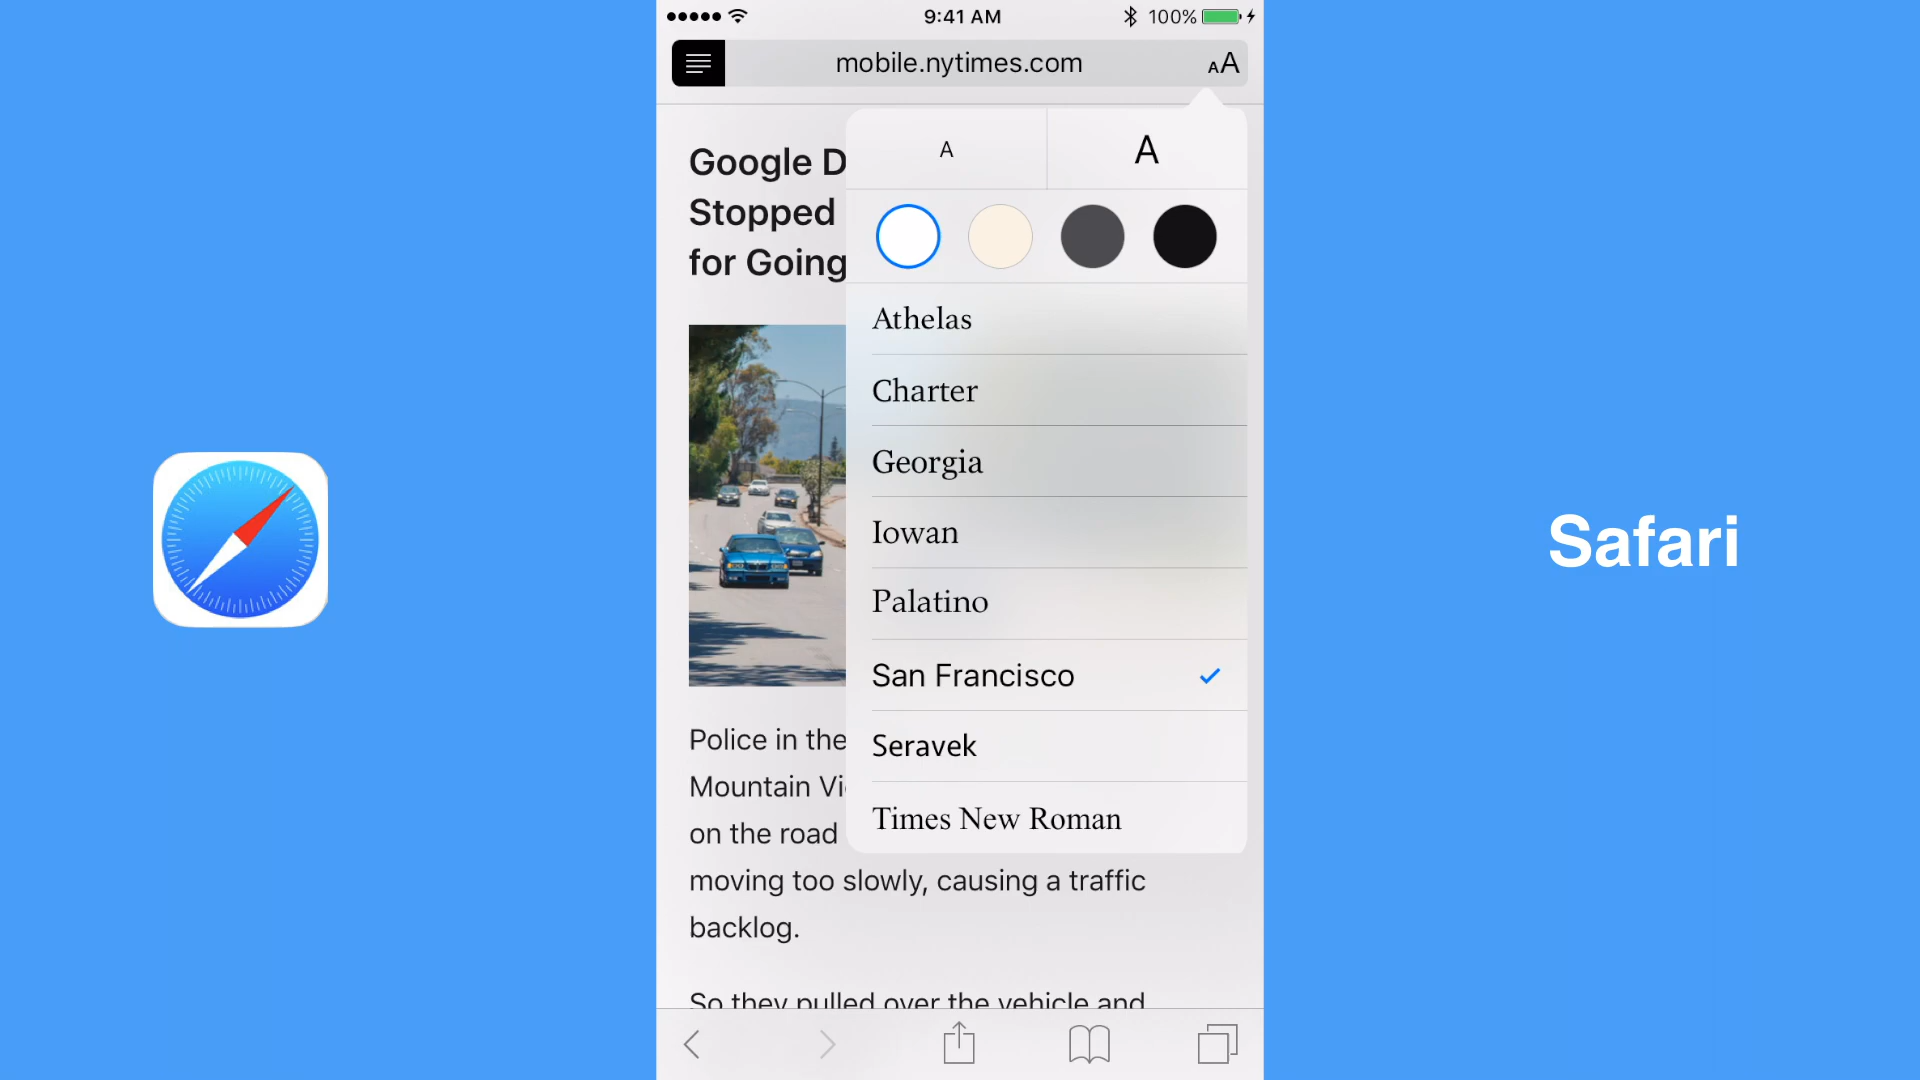 9:41 AM
100%
mobile.nytimes.com
AA
A
A
Google D
Stopped
for Going
Athelas
Charter
Georgia
Iowan
Palatino
San Francisco
Seravek
Times New Roman
Police in the
Mountain Vi
on the road
moving too slowly, causing a traffic
backlog.
So they pulled over the vehicle and
Safari